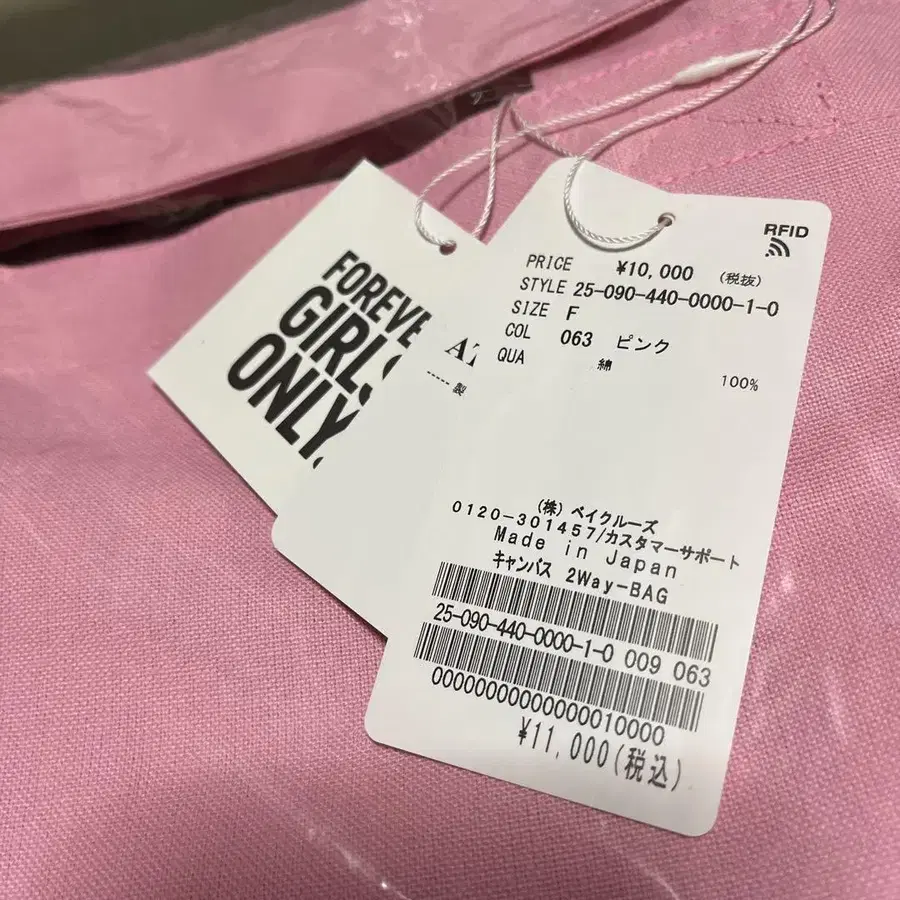 FOREVE
GIRLS
ONLY.
製
RFID
PRICE ¥10,000 (税抜)
STYLE 25-090-440-0000-1-0
SIZE F
COL 063 ピンク
QUA 綿 100%
(株) ベイクルーズ
0120-301457/カスタマーサポート
Made in Japan
キャンバス 2Way-BAG
25-090-440-0000-1-0 009 063
00000000000000010000
¥11,000(税込)